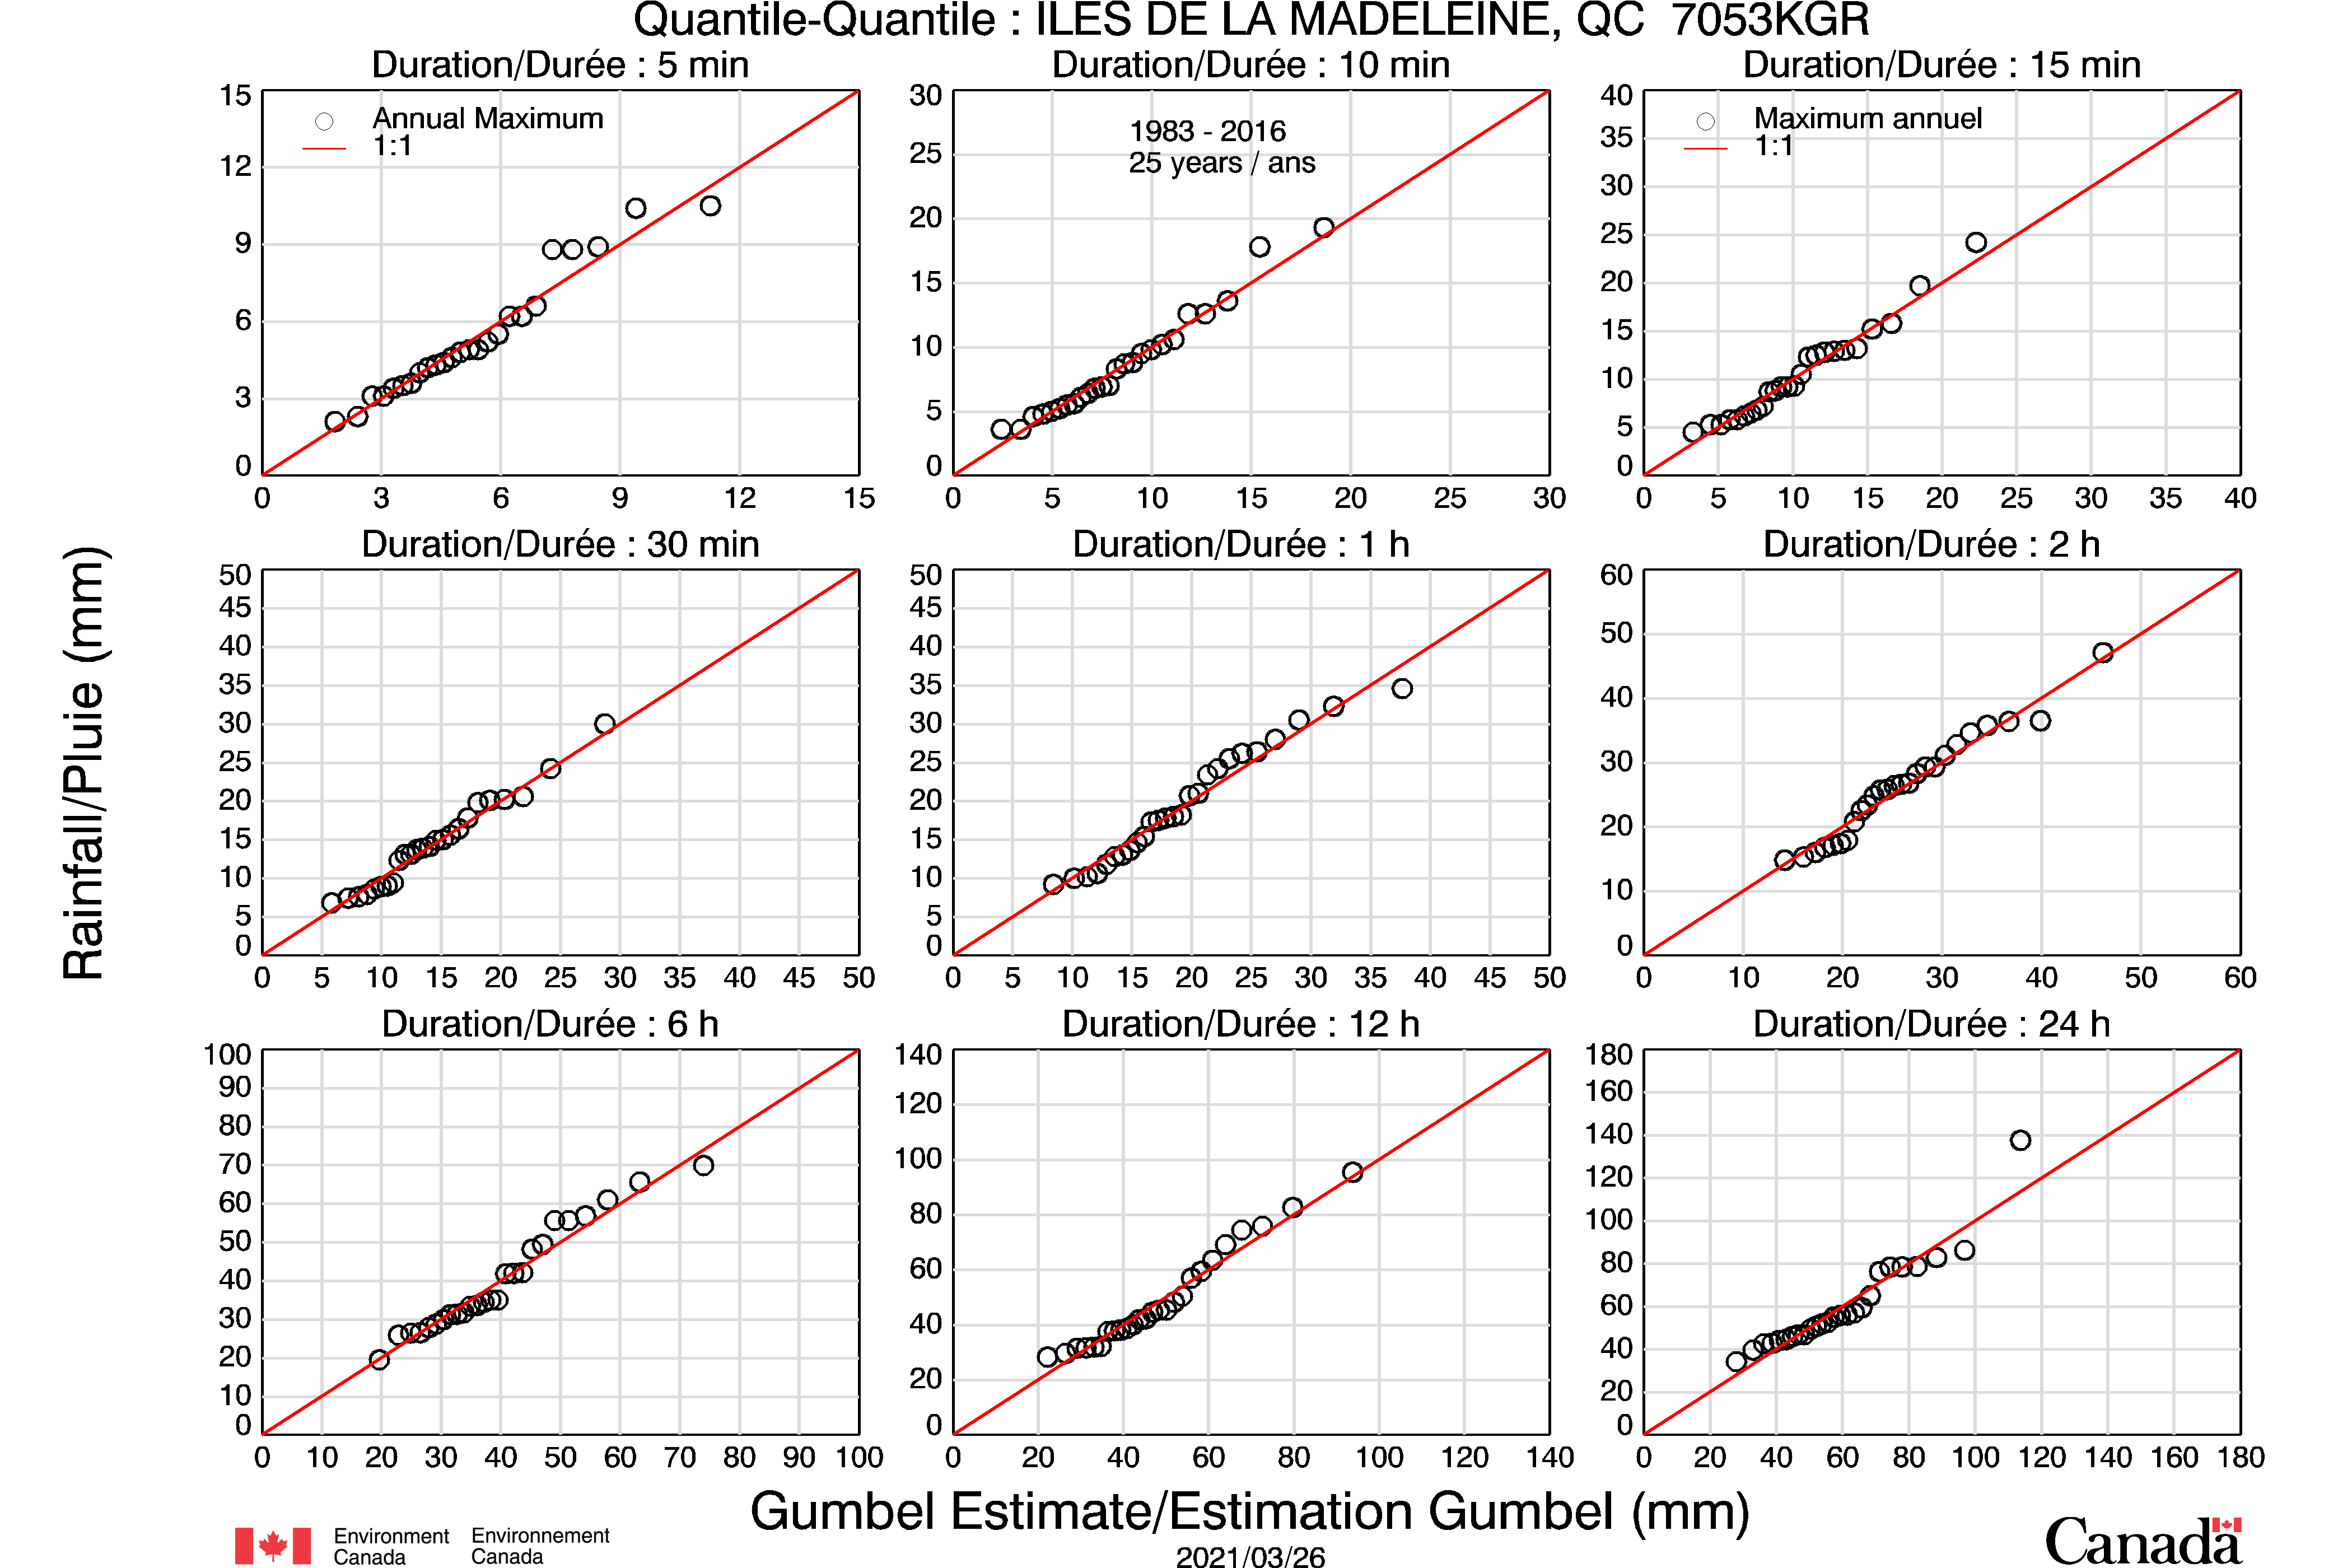 Quantile-Quantile : ILES DE LA MADELEINE, QC 7053KGR
Duration/Durée : 5 min
15
12
9
6
3
0
0 3 6 9 12 15
Annual Maximum
1:1
Duration/Durée : 10 min
30
25
20
15
10
5
0
0 5 10 15 20 25 30
1983 - 2016
25 years / ans
Duration/Durée : 15 min
40
35
30
25
20
15
10
5
0
0 5 10 15 20 25 30 35 40
Maximum annuel
1:1
Rainfall/Pluie (mm)
Duration/Durée : 30 min
50
45
40
35
30
25
20
15
10
5
0
0 5 10 15 20 25 30 35 40 45 50
Duration/Durée : 1 h
50
45
40
35
30
25
20
15
10
5
0
0 5 10 15 20 25 30 35 40 45 50
Duration/Durée : 2 h
60
50
40
30
20
10
0
0 10 20 30 40 50 60
Duration/Durée : 6 h
100
90
80
70
60
50
40
30
20
10
0
0 10 20 30 40 50 60 70 80 90 100
Duration/Durée : 12 h
140
120
100
80
60
40
20
0
0 20 40 60 80 100 120 140
Duration/Durée : 24 h
180
160
140
120
100
80
60
40
20
0
0 20 40 60 80 100 120 140 160 180
Gumbel Estimate/Estimation Gumbel (mm)
Environment Canada
Environnement Canada
2021/03/26
Canada